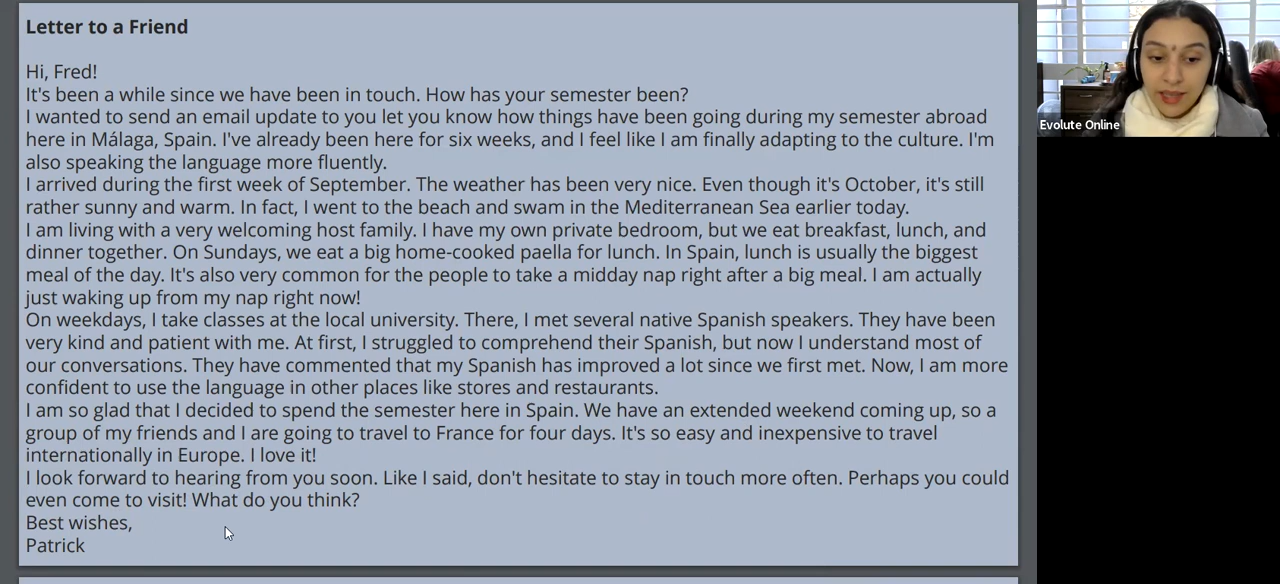 Letter to a Friend
Hi, Fred!
It's been a while since we have been in touch. How has your semester been?
I wanted to send an email update to you let you know how things have been going during my semester abroad
here in Málaga, Spain. I've already been here for six weeks, and I feel like I am finally adapting to the culture. I'm
also speaking the language more fluently.
I arrived during the first week of September. The weather has been very nice. Even though it's October, it's still
rather sunny and warm. In fact, I went to the beach and swam in the Mediterranean Sea earlier today.
I am living with a very welcoming host family. I have my own private bedroom, but we eat breakfast, lunch, and
dinner together. On Sundays, we eat a big home-cooked paella for lunch. In Spain, lunch is usually the biggest
meal of the day. It's also very common for the people to take a midday nap right after a big meal. I am actually
just waking up from my nap right now!
On weekdays, I take classes at the local university. There, I met several native Spanish speakers. They have been
very kind and patient with me. At first, I struggled to comprehend their Spanish, but now I understand most of
our conversations. They have commented that my Spanish has improved a lot since we first met. Now, I am more
confident to use the language in other places like stores and restaurants.
I am so glad that I decided to spend the semester here in Spain. We have an extended weekend coming up, so a
group of my friends and I are going to travel to France for four days. It's so easy and inexpensive to travel
internationally in Europe. I love it!
I look forward to hearing from you soon. Like I said, don't hesitate to stay in touch more often. Perhaps you could
even come to visit! What do you think?
Best wishes,
Patrick
Evolute Online